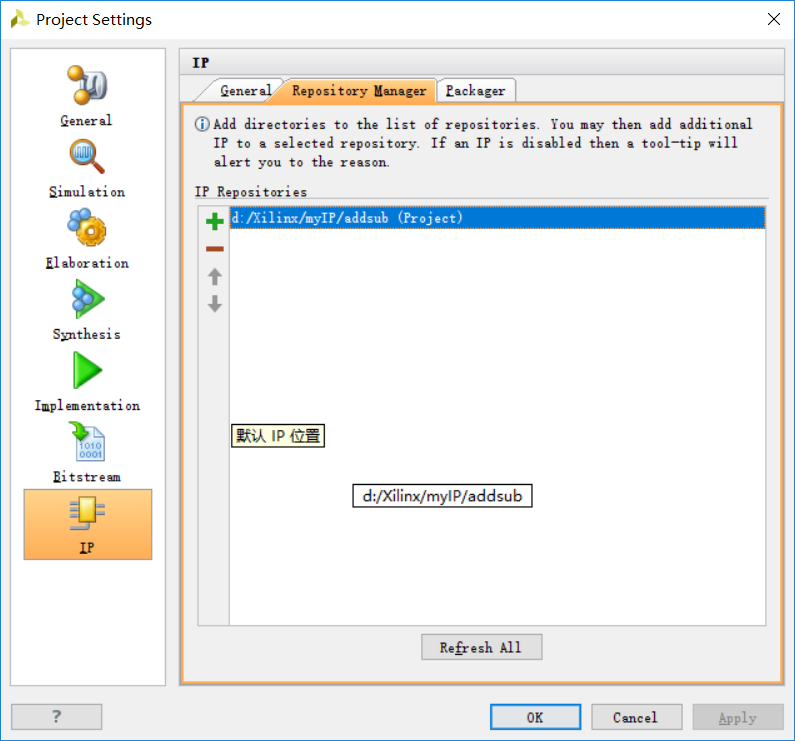 Project Settings
General
Simulation
Elaboration
Synthesis
Implementation
1010
0001
Bitstream
IP
IP
General
Repository Manager
Packager
Add directories to the list of repositories. You may then add additional
IP to a selected repository. If an IP is disabled then a tool-tip will
alert you to the reason.
IP Repositories
d:/Xilinx/myIP/addsub (Project)
默认 IP 位置
d:/Xilinx/myIP/addsub
Refresh All
?
OK
Cancel
Apply